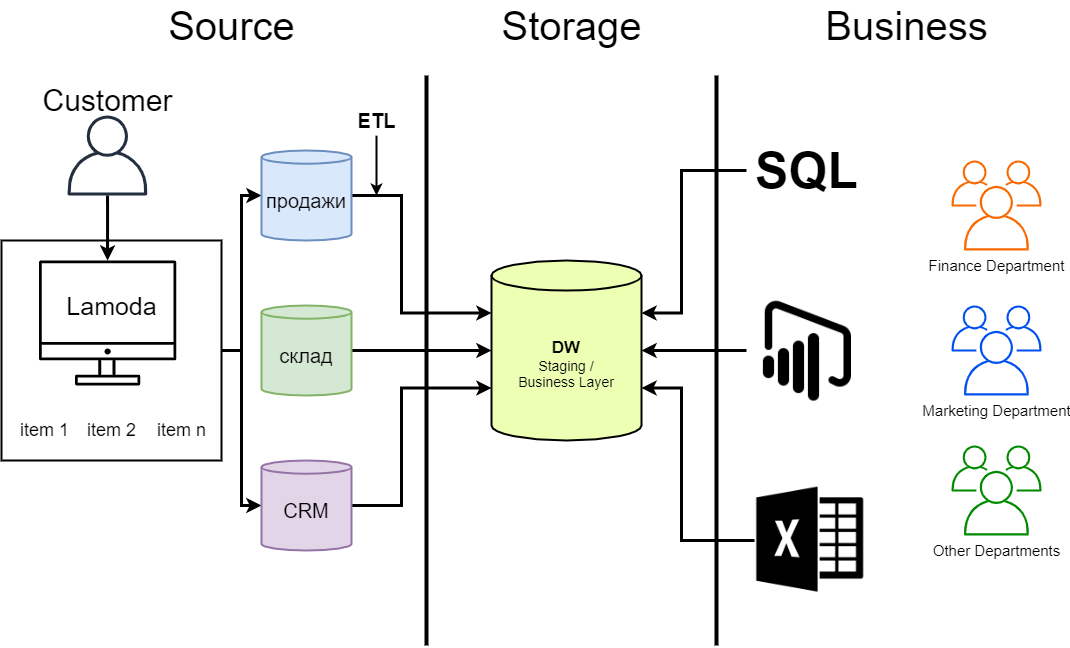 Source
Storage
Business
Customer
ETL
продажи
SQL
Lamoda
склад
DW
Staging /
Business Layer
Finance Department
Marketing Department
item 1
item 2
item n
CRM
X
Other Departments